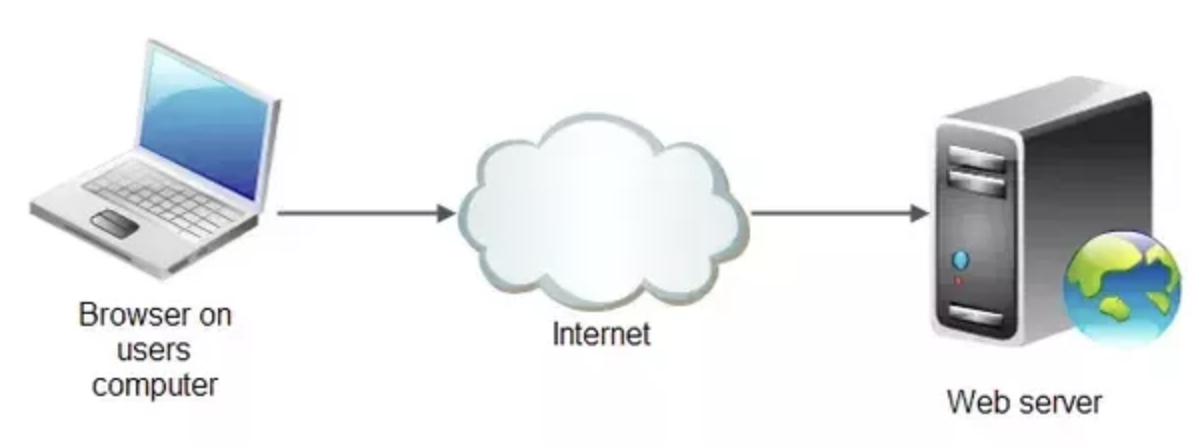 Browser on
users
computer
Internet
Web server